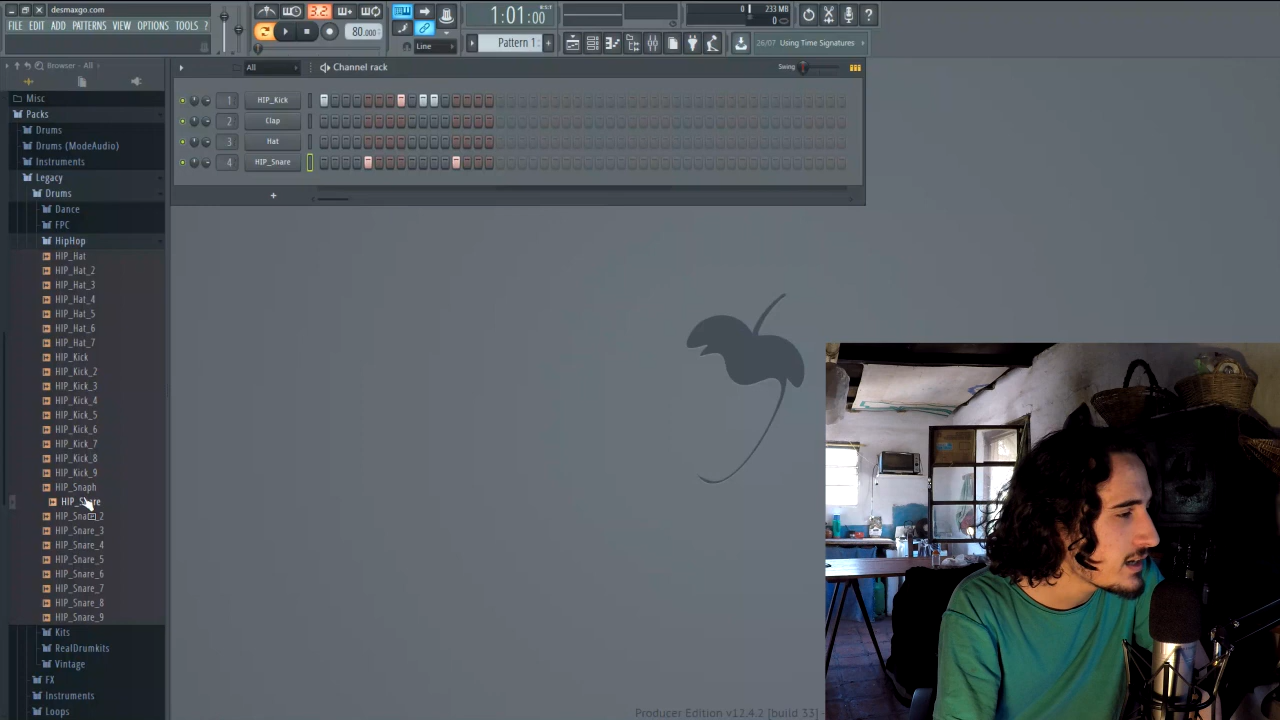 desmaxgo.com
FILE EDIT ADD PATTERNS VIEW OPTIONS TOOLS ?
3.2
80.000
Line
1:01:00
Pattern 1
0
233 MB
0
26/07 Using Time Signatures
Browser - All
All
Channel rack
Swing
1 HIP_Kick
2 Clap
3 Hat
4 HIP_Snare
+
Misc
Packs
Drums
Drums (ModeAudio)
Instruments
Legacy
Drums
Dance
FPC
HipHop
HIP_Hat
HIP_Hat_2
HIP_Hat_3
HIP_Hat_4
HIP_Hat_5
HIP_Hat_6
HIP_Hat_7
HIP_Kick
HIP_Kick_2
HIP_Kick_3
HIP_Kick_4
HIP_Kick_5
HIP_Kick_6
HIP_Kick_7
HIP_Kick_8
HIP_Kick_9
HIP_Snaph
HIP_Snare
HIP_Snare_2
HIP_Snare_3
HIP_Snare_4
HIP_Snare_5
HIP_Snare_6
HIP_Snare_7
HIP_Snare_8
HIP_Snare_9
Kits
RealDrumkits
Vintage
FX
Instruments
Loops
Producer Edition v12.4.2 [build 33]